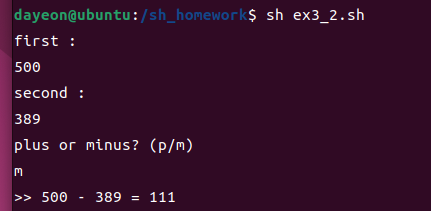 dayeon@ubuntu:/sh_homework$ sh ex3_2.sh
first :
500
second :
389
plus or minus? (p/m)
m
>> 500 - 389 = 111